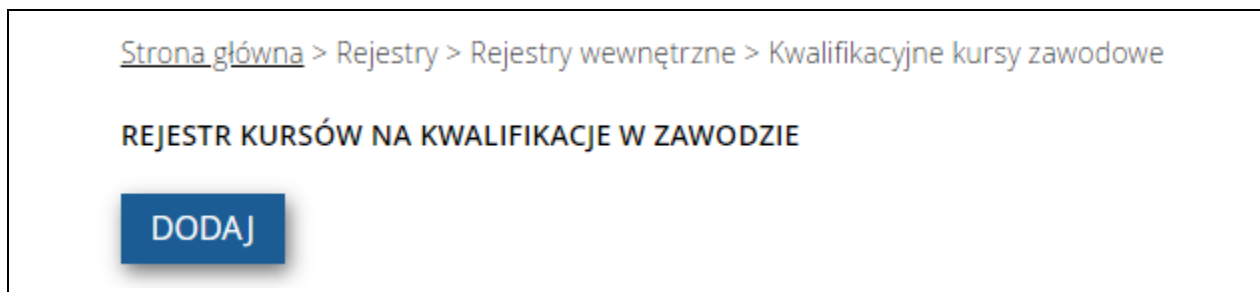 Strona główna > Rejestry > Rejestry wewnętrzne > Kwalifikacyjne kursy zawodowe
REJESTR KURSÓW NA KWALIFIKACJE W ZAWODZIE
DODAJ